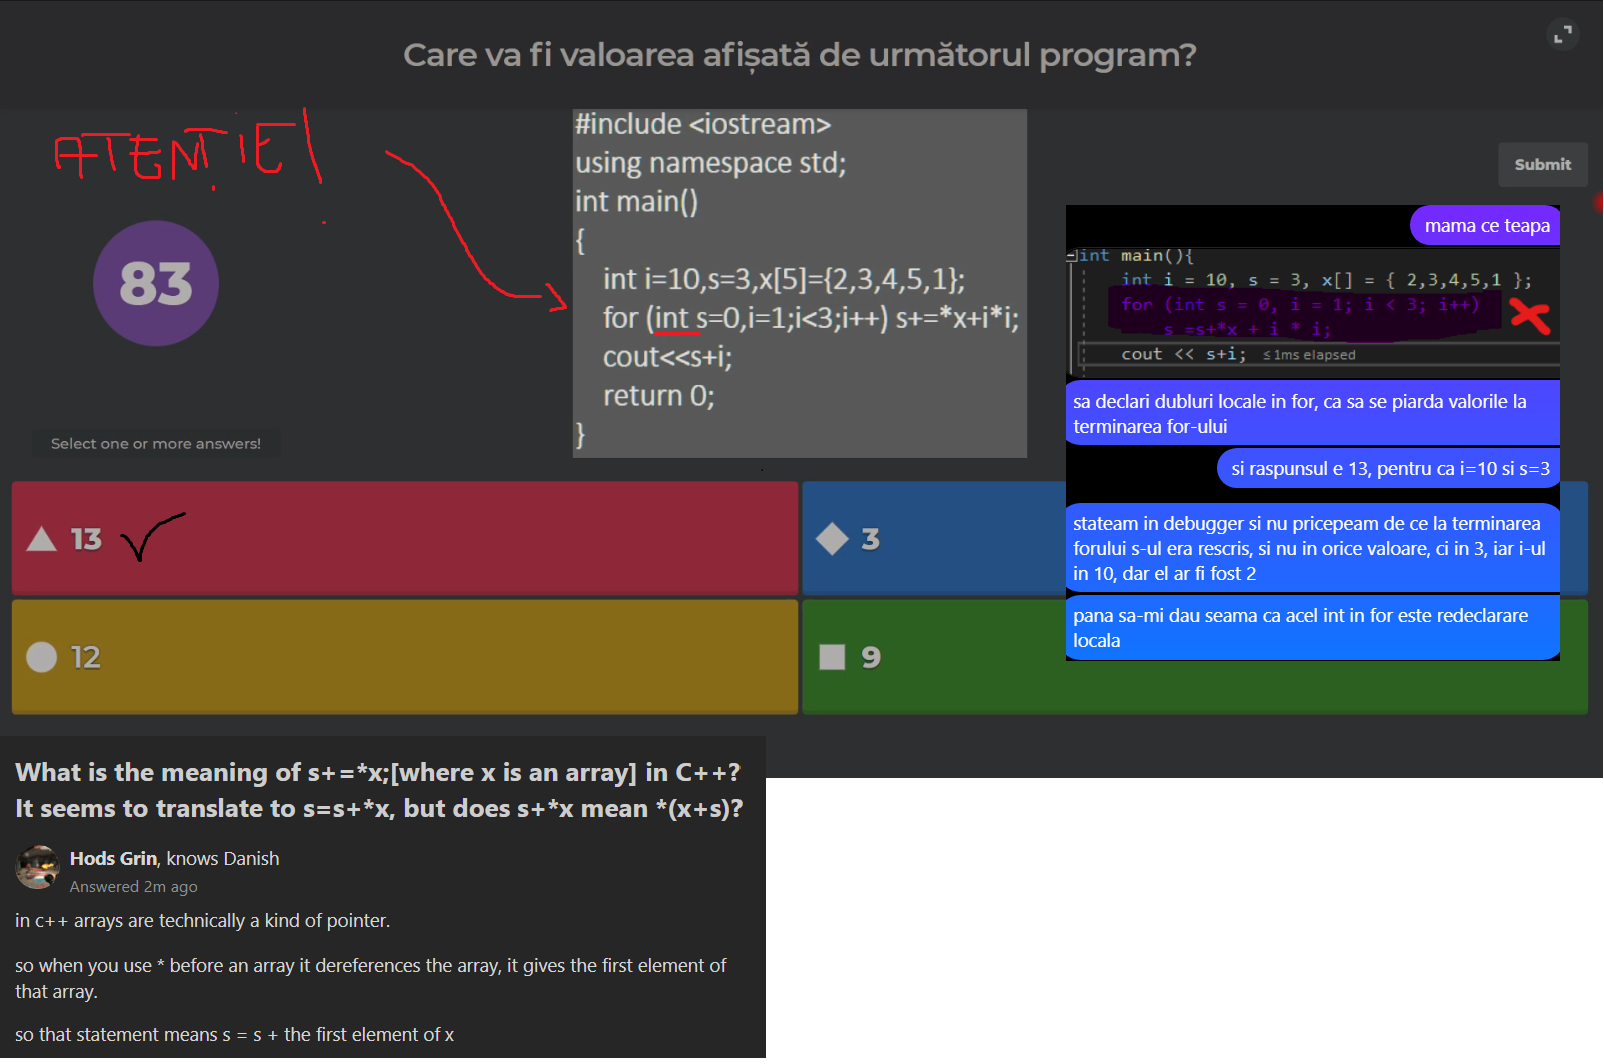 Care va fi valoarea afișată de următorul program?
ATENȚIE!
#include <iostream>
using namespace std;
int main()
{
int i=10,s=3,x[5]={2,3,4,5,1};
for (int s=0,i=1;i<3;i++) s+=*x+i*i;
cout<<s+i;
return 0;
}
Submit
83
Select one or more answers!
mama ce teapa
int main(){
int i = 10, s = 3, x[] = { 2,3,4,5,1 };
for (int s = 0, i = 1; i < 3; i++)
s =s+*x + i * i;
cout << s+i; ≤1ms elapsed
sa declari dubluri locale in for, ca sa se piarda valorile la
terminarea for-ului
si raspunsul e 13, pentru ca i=10 si s=3
stateam in debugger si nu pricepeam de ce la terminarea
forului s-ul era rescris, si nu in orice valoare, ci in 3, iar i-ul
in 10, dar el ar fi fost 2
pana sa-mi dau seama ca acel int in for este redeclarare
locala
13
3
12
9
What is the meaning of s+=*x;[where x is an array] in C++?
It seems to translate to s=s+*x, but does s+*x mean *(x+s)?
Hods Grin, knows Danish
Answered 2m ago
in c++ arrays are technically a kind of pointer.
so when you use * before an array it dereferences the array, it gives the first element of
that array.
so that statement means s = s + the first element of x